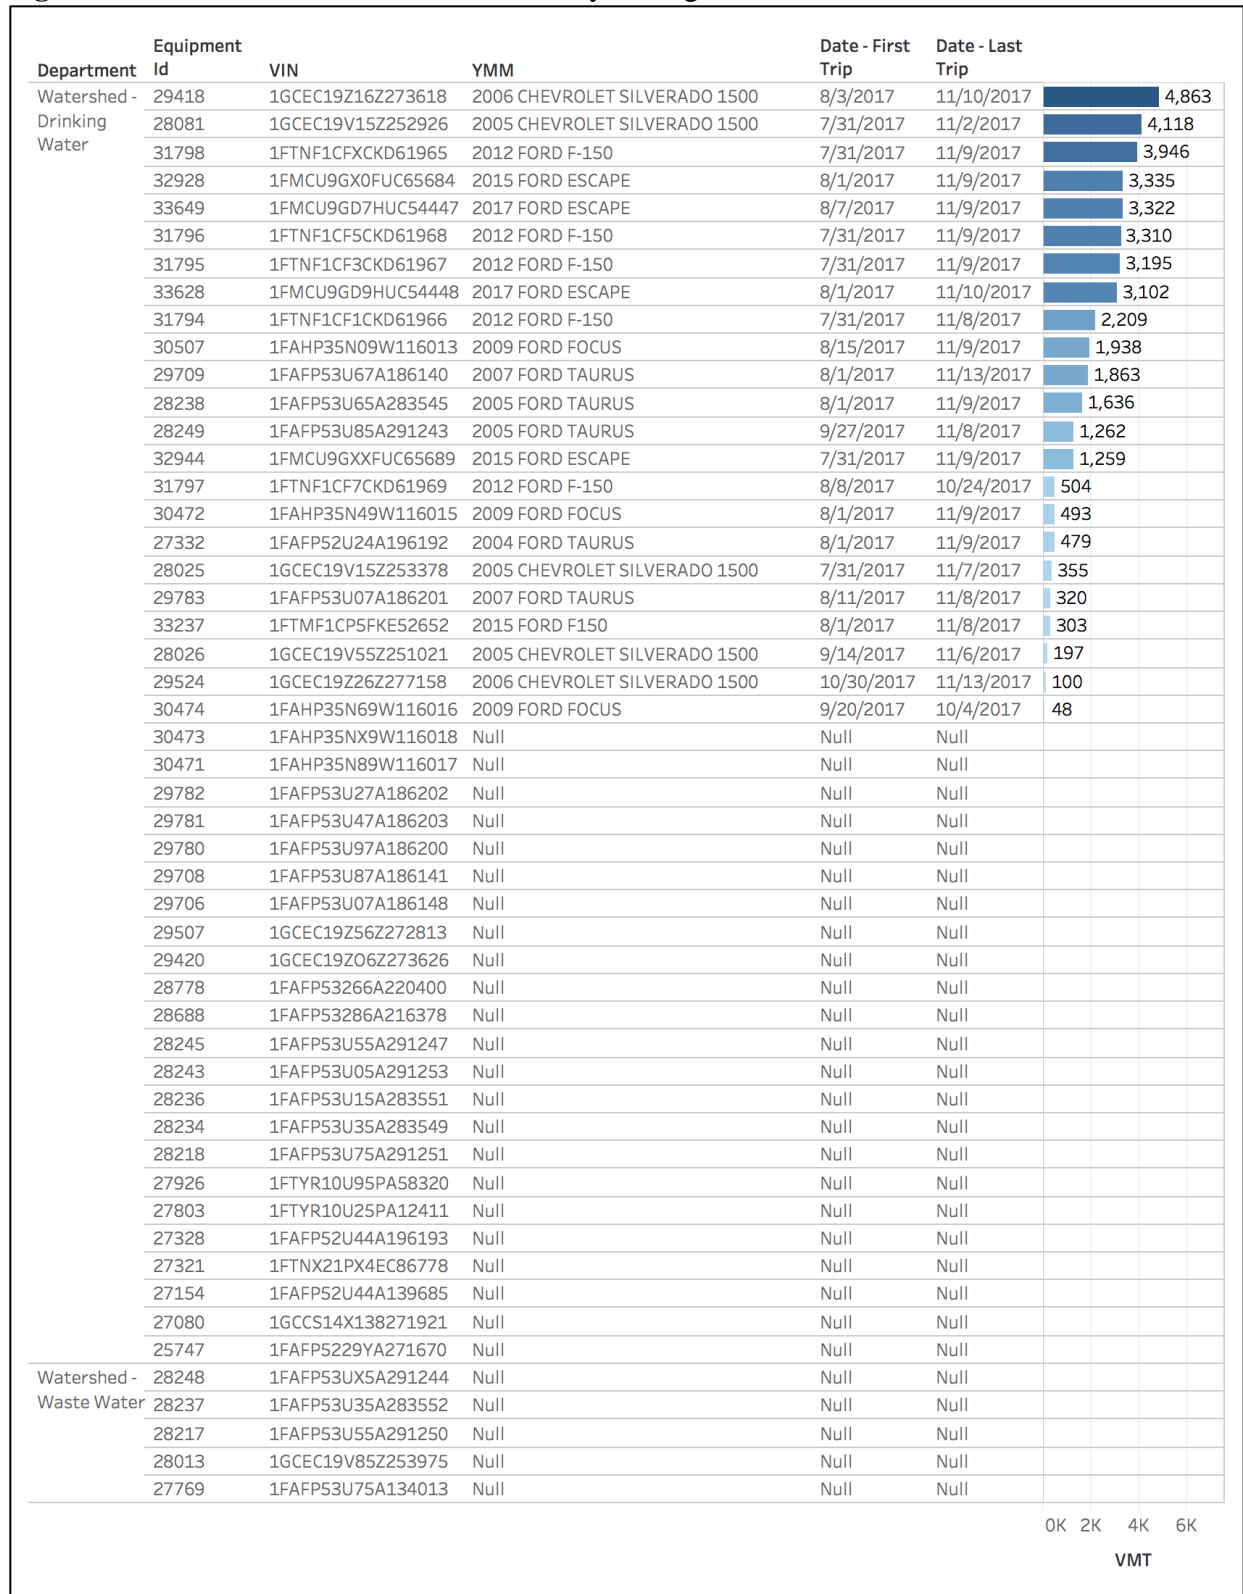 Equipment Date - First Date - Last
Department Id VIN YMM Trip Trip
Watershed - 29418 1GCEC19Z16Z273618 2006 CHEVROLET SILVERADO 1500 8/3/2017 11/10/2017 4,863
Drinking 28081 1GCEC19V15Z252926 2005 CHEVROLET SILVERADO 1500 7/31/2017 11/2/2017 4,118
Water 31798 1FTNF1CFXCKD61965 2012 FORD F-150 7/31/2017 11/9/2017 3,946
32928 1FMCU9GX0FUC65684 2015 FORD ESCAPE 8/1/2017 11/9/2017 3,335
33649 1FMCU9GD7HUC54447 2017 FORD ESCAPE 8/7/2017 11/9/2017 3,322
31796 1FTNF1CF5CKD61968 2012 FORD F-150 7/31/2017 11/9/2017 3,310
31795 1FTNF1CF3CKD61967 2012 FORD F-150 7/31/2017 11/9/2017 3,195
33628 1FMCU9GD9HUC54448 2017 FORD ESCAPE 8/1/2017 11/10/2017 3,102
31794 1FTNF1CF1CKD61966 2012 FORD F-150 7/31/2017 11/8/2017 2,209
30507 1FAHP35N09W116013 2009 FORD FOCUS 8/15/2017 11/9/2017 1,938
29709 1FAFP53U67A186140 2007 FORD TAURUS 8/1/2017 11/13/2017 1,863
28238 1FAFP53U65A283545 2005 FORD TAURUS 8/1/2017 11/9/2017 1,636
28249 1FAFP53U85A291243 2005 FORD TAURUS 9/27/2017 11/8/2017 1,262
32944 1FMCU9GXXFUC65689 2015 FORD ESCAPE 7/31/2017 11/9/2017 1,259
31797 1FTNF1CF7CKD61969 2012 FORD F-150 8/8/2017 10/24/2017 504
30472 1FAHP35N49W116015 2009 FORD FOCUS 8/1/2017 11/9/2017 493
27332 1FAFP52U24A196192 2004 FORD TAURUS 8/1/2017 11/9/2017 479
28025 1GCEC19V15Z253378 2005 CHEVROLET SILVERADO 1500 7/31/2017 11/7/2017 355
29783 1FAFP53U07A186201 2007 FORD TAURUS 8/11/2017 11/8/2017 320
33237 1FTMF1CP5FKE52652 2015 FORD F150 8/1/2017 11/8/2017 303
28026 1GCEC19V55Z251021 2005 CHEVROLET SILVERADO 1500 9/14/2017 11/6/2017 197
29524 1GCEC19Z26Z277158 2006 CHEVROLET SILVERADO 1500 10/30/2017 11/13/2017 100
30474 1FAHP35N69W116016 2009 FORD FOCUS 9/20/2017 10/4/2017 48
30473 1FAHP35NX9W116018 Null Null Null
30471 1FAHP35N89W116017 Null Null Null
29782 1FAFP53U27A186202 Null Null Null
29781 1FAFP53U47A186203 Null Null Null
29780 1FAFP53U97A186200 Null Null Null
29708 1FAFP53U87A186141 Null Null Null
29706 1FAFP53U07A186148 Null Null Null
29507 1GCEC19Z56Z272813 Null Null Null
29420 1GCEC19ZO6Z273626 Null Null Null
28778 1FAFP53266A220400 Null Null Null
28688 1FAFP53286A216378 Null Null Null
28245 1FAFP53U55A291247 Null Null Null
28243 1FAFP53U05A291253 Null Null Null
28236 1FAFP53U15A283551 Null Null Null
28234 1FAFP53U35A283549 Null Null Null
28218 1FAFP53U75A291251 Null Null Null
27926 1FTYR10U95PA58320 Null Null Null
27803 1FTYR10U25PA12411 Null Null Null
27328 1FAFP52U44A196193 Null Null Null
27321 1FTNX21PX4EC86778 Null Null Null
27154 1FAFP52U44A139685 Null Null Null
27080 1GCCS14X138271921 Null Null Null
25747 1FAFP5229YA271670 Null Null Null
Watershed - 28248 1FAFP53UX5A291244 Null Null Null
Waste Water 28237 1FAFP53U35A283552 Null Null Null
28217 1FAFP53U55A291250 Null Null Null
28013 1GCEC19V85Z253975 Null Null Null
27769 1FAFP53U75A134013 Null Null Null
0K 2K 4K 6K
VMT